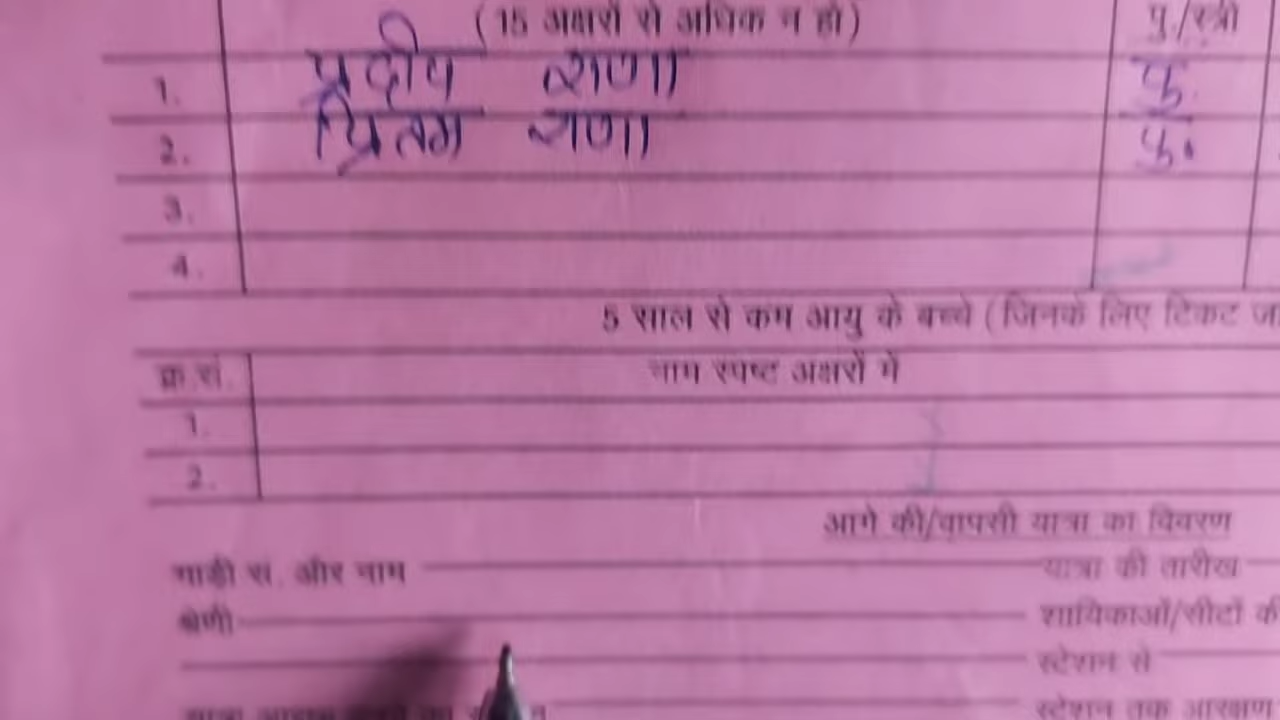 (15 अक्षरों से अधिक न हो) पु./स्त्री
1. प्रदीप राणा पु.
2. प्रितम राणा पु.
3.
4.
5 साल से कम आयु के बच्चे (जिनके लिए टिकट
क्र.सं. नाम स्पष्ट अक्षरों में
1.
2.
आगे की/वापसी यात्रा का विवरण
गाड़ी सं. और नाम यात्रा की तारीख
श्रेणी शायिकाओं/सीटों की
स्टेशन से
स्टेशन तक आरक्षण